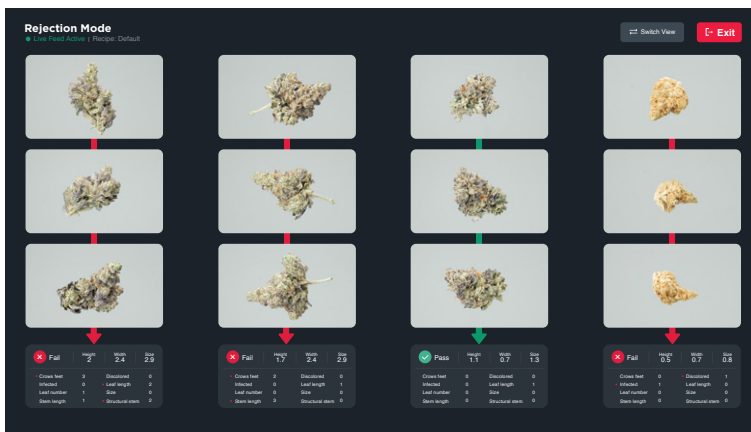 Rejection Mode
Live Feed Active | Recipe: Default
Switch View
Exit
Fail
Height 2
Width 2.4
Size 2.9
Crows feet 3 Discolored 0
Infected 0 Leaf length 2
Leaf number 1 Size 0
Stem length 1 Structural stem 2
Fail
Height 1.7
Width 2.4
Size 2.9
Crows feet 2 Discolored 0
Infected 0 Leaf length 1
Leaf number 0 Size 0
Stem length 3 Structural stem 0
Pass
Height 1.1
Width 0.7
Size 1.3
Crows feet 0 Discolored 0
Infected 0 Leaf length 1
Leaf number 0 Size 0
Stem length 0 Structural stem 0
Fail
Height 0.5
Width 0.7
Size 0.8
Crows feet 0 Discolored 1
Infected 1 Leaf length 0
Leaf number 0 Size 0
Stem length 0 Structural stem 0